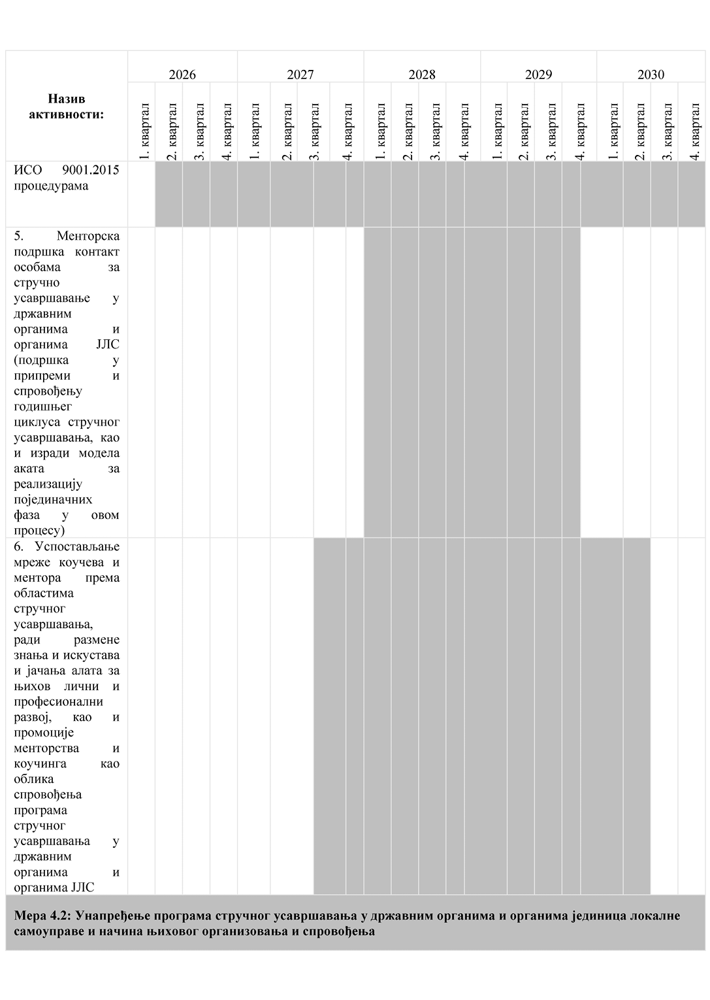 Назив
активности:
2026
2027
2028
2029
2030
1. квартал
2. квартал
3. квартал
4. квартал
1. квартал
2. квартал
3. квартал
4. квартал
1. квартал
2. квартал
3. квартал
4. квартал
1. квартал
2. квартал
3. квартал
4. квартал
1. квартал
2. квартал
3. квартал
4. квартал
ИСО 9001.2015
процедурама
5. Менторска
подршка контакт
особама за
стручно
усавршавање у
државним
органима и
органима ЈЛС
(подршка у
припреми и
спровођењу
годишњег
циклуса стручног
усавршавања, као
и изради модела
аката за
реализацију
појединачних
фаза у овом
процесу)
6. Успостављање
мреже коучева и
ментора према
областима
стручног
усавршавања,
ради размене
знања и искустава
и јачања алата за
њихов лични и
професионални
развој, као и
промоције
менторства и
коучинга као
облика
спровођења
програма
стручног
усавршавања у
државним
органима и
органима ЈЛС
Мера 4.2: Унапређење програма стручног усавршавања у државним органима и органима јединица локалне
самоуправе и начина њиховог организовања и спровођења